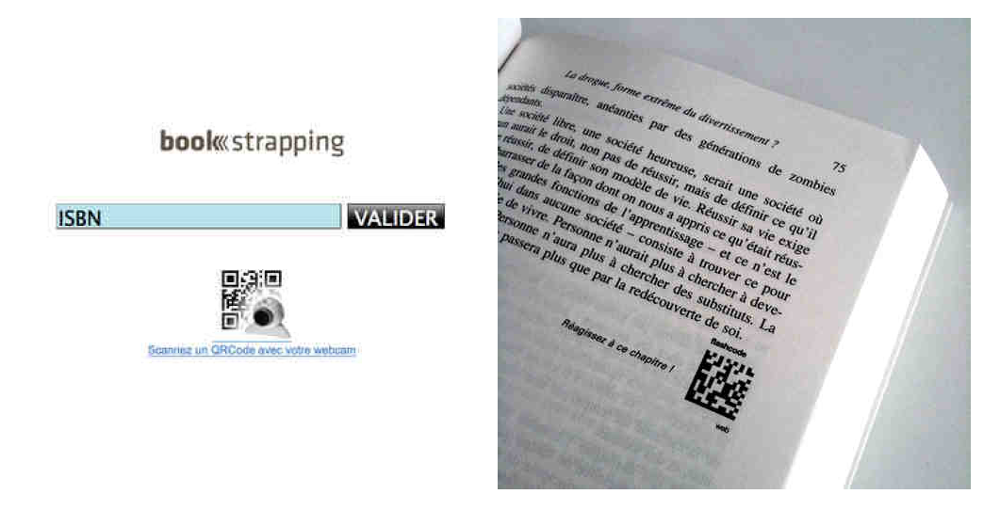 book«strapping
ISBN
VALIDER
Scannez un QRCode avec votre webcam
La drogue, forme extrême du divertissement ?
75
sociétés disparaître, anéanties par des générations de zombies
dépendants.
Une société libre, une société heureuse, serait une société où
un aurait le droit, non pas de réussir, mais de définir ce qu'il
réussir, de définir son modèle de vie. Réussir sa vie exige
barrasser de la façon dont on nous a appris ce qu'était réus-
es grandes fonctions de l'apprentissage – et ce n'est le
hui dans aucune société – consiste à trouver ce pour
e de vivre. Personne n'aurait plus à chercher à deve-
Personne n'aura plus à chercher des substituts. La
passera plus que par la redécouverte de soi.
flashcode
Réagissez à ce chapitre !
web